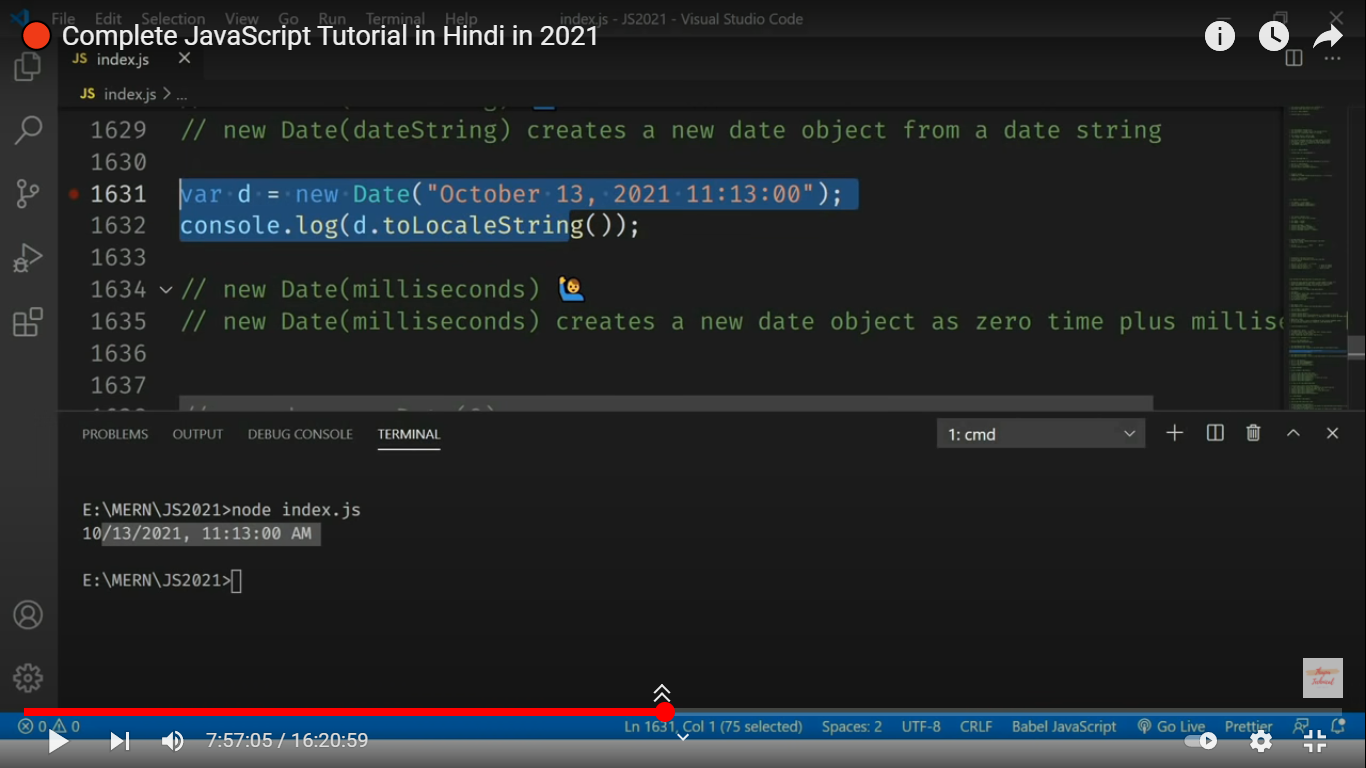 File Edit Selection View Go Run Terminal Help index.js - JS2021 - Visual Studio Code
Complete JavaScript Tutorial in Hindi in 2021
JS index.js
JS index.js > ...
1629 // new Date(dateString) creates a new date object from a date string
1630
1631 var d = new Date("October 13, 2021 11:13:00");
1632 console.log(d.toLocaleString());
1633
1634 // new Date(milliseconds) 🙋‍♂️
1635 // new Date(milliseconds) creates a new date object as zero time plus millise
1636
1637
PROBLEMS OUTPUT DEBUG CONSOLE TERMINAL 1: cmd
E:\MERN\JS2021>node index.js
10/13/2021, 11:13:00 AM
E:\MERN\JS2021>
0 0 Ln 1631, Col 1 (75 selected) Spaces: 2 UTF-8 CRLF Babel JavaScript Go Live Prettier
7:57:05 / 16:20:59